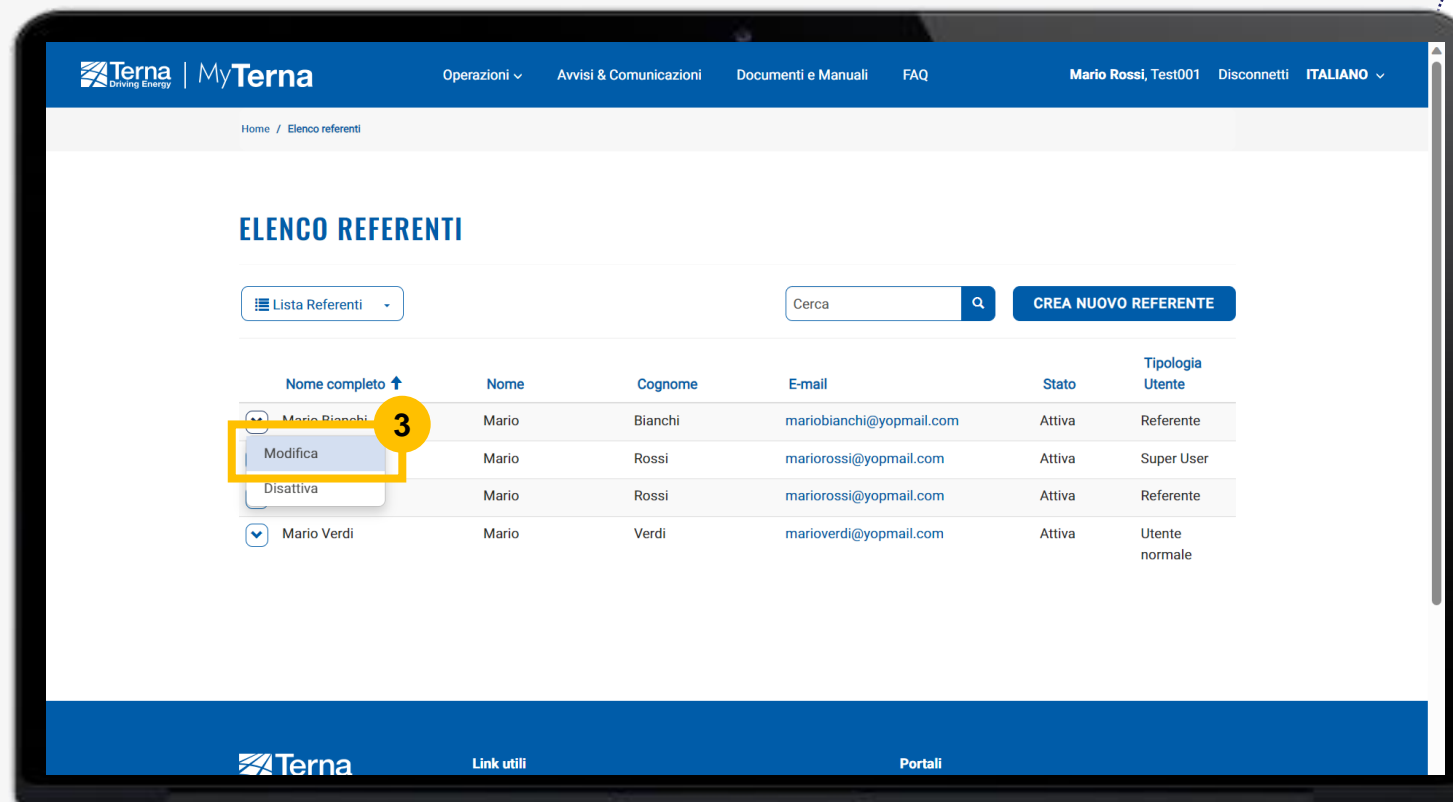 Terna Driving Energy | MyTerna Operazioni Avvisi & Comunicazioni Documenti e Manuali FAQ Mario Rossi, Test001 Disconnetti ITALIANO
Home / Elenco referenti
ELENCO REFERENTI
Lista Referenti Cerca CREA NUOVO REFERENTE
Nome completo Nome Cognome E-mail Stato Tipologia Utente
Mario Bianchi Mario Bianchi mariobianchi@yopmail.com Attiva Referente
3
Modifica Mario Rossi mariorossi@yopmail.com Attiva Super User
Disattiva Mario Rossi mariorossi@yopmail.com Attiva Referente
Mario Verdi Mario Verdi marioverdi@yopmail.com Attiva Utente normale
Terna Link utili Portali